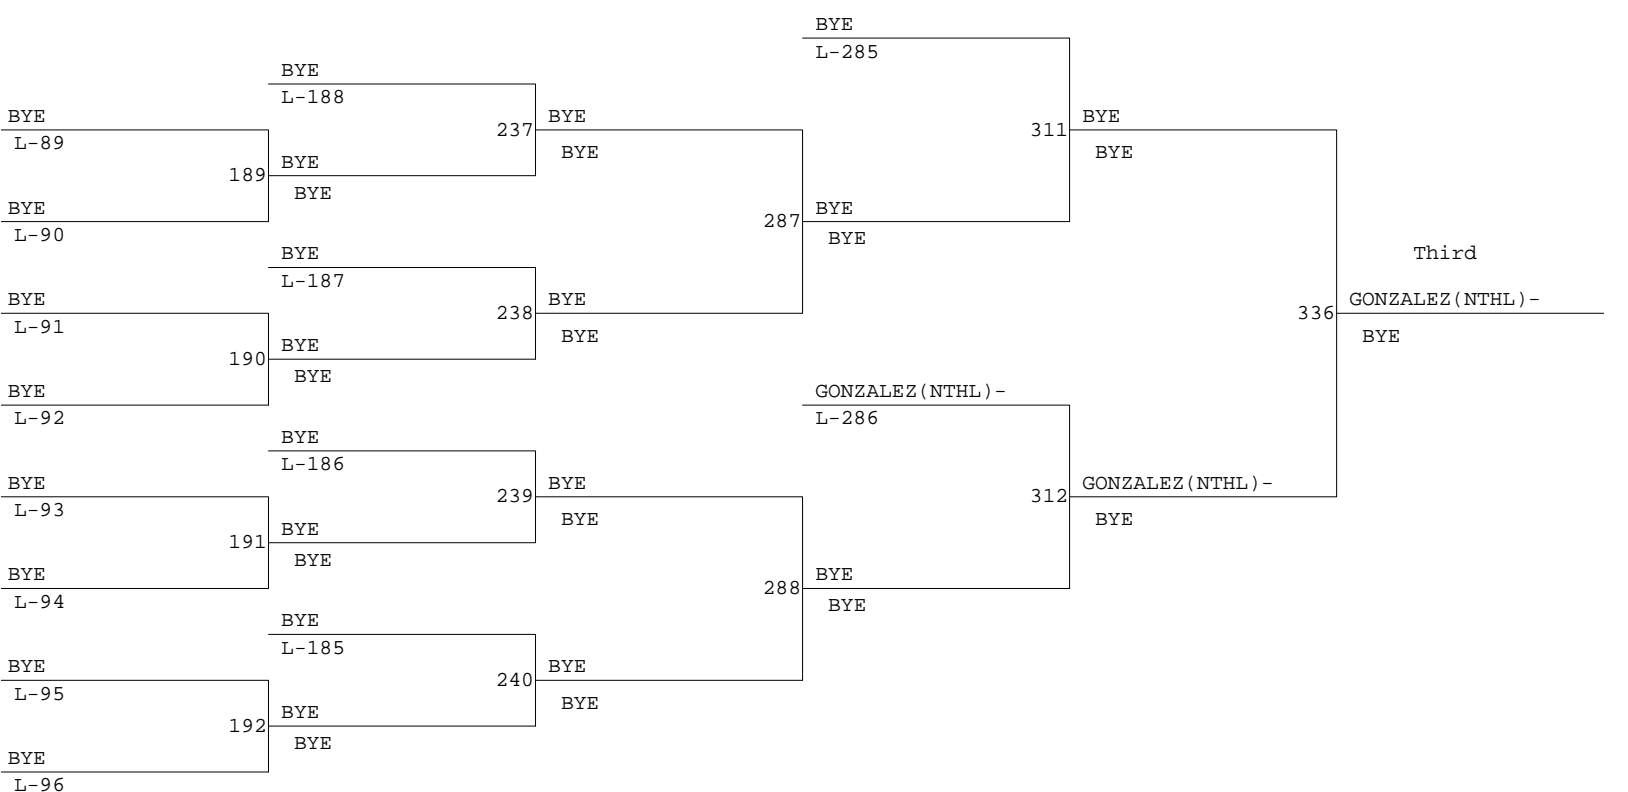 BYE
L-285
BYE
L-188
BYE
237
BYE
311
BYE
L-89
BYE
BYE
BYE
189
BYE
BYE
287
BYE
L-90
BYE
BYE
L-187
Third
BYE
238
BYE
336
GONZALEZ(NTHL)-
L-91
BYE
BYE
BYE
190
BYE
GONZALEZ(NTHL)-
L-286
BYE
L-92
BYE
L-186
BYE
239
BYE
312
GONZALEZ(NTHL)-
L-93
BYE
BYE
BYE
191
BYE
BYE
288
BYE
L-94
BYE
BYE
L-185
BYE
240
BYE
L-95
BYE
BYE
192
BYE
BYE
L-96